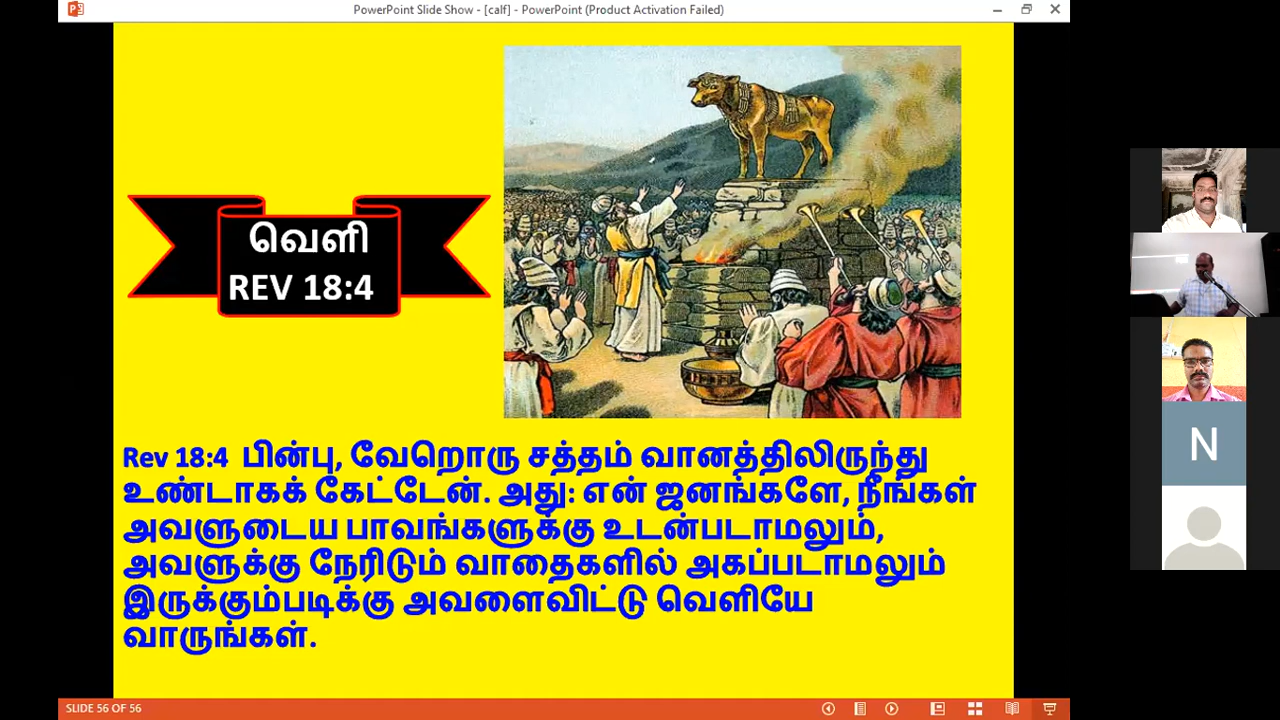 PowerPoint Slide Show - [calf] - PowerPoint (Product Activation Failed)
வெளி
REV 18:4
Rev 18:4 பின்பு, வேறொரு சத்தம் வானத்திலிருந்து
உண்டாகக் கேட்டேன். அது: என் ஜனங்களே, நீங்கள்
அவளுடைய பாவங்களுக்கு உடன்படாமலும்,
அவளுக்கு நேரிடும் வாதைகளில் அகப்படாமலும்
இருக்கும்படிக்கு அவளைவிட்டு வெளியே
வாருங்கள்.
N
SLIDE 56 OF 56